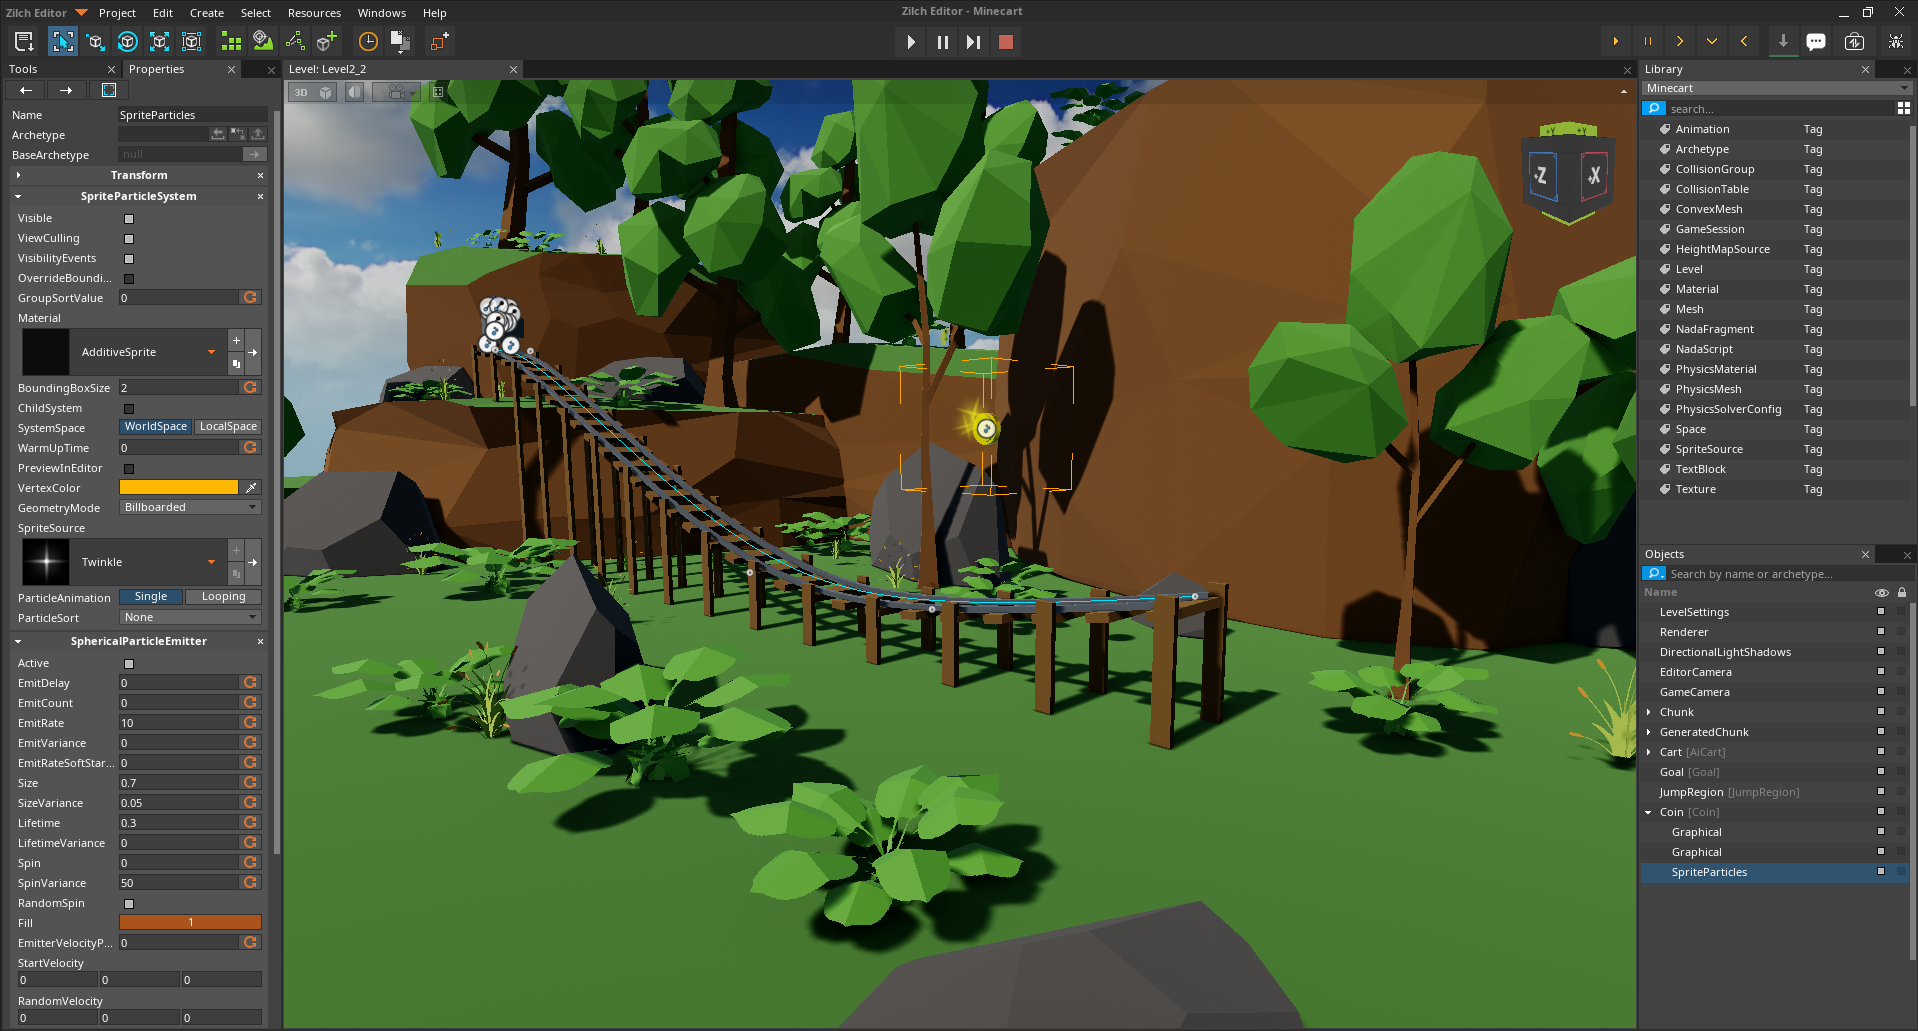 Zilch Editor Project Edit Create Select Resources Windows Help
Zilch Editor - Minecart
Tools Properties
Level: Level2_2
3D
Name SpriteParticles
Archetype
BaseArchetype null
Transform
SpriteParticleSystem
Visible
ViewCulling
VisibilityEvents
OverrideBoundi...
GroupSortValue 0
Material
AdditiveSprite
BoundingBoxSize 2
ChildSystem
SystemSpace WorldSpace LocalSpace
WarmUpTime 0
PreviewInEditor
VertexColor
GeometryMode Billboarded
SpriteSource
Twinkle
ParticleAnimation Single Looping
ParticleSort None
SphericalParticleEmitter
Active
EmitDelay 0
EmitCount 0
EmitRate 10
EmitVariance 0
EmitRateSoftStar... 0
Size 0.7
SizeVariance 0.05
Lifetime 0.3
LifetimeVariance 0
Spin 0
SpinVariance 50
RandomSpin
Fill 1
EmitterVelocityP... 0
StartVelocity
0 0 0
RandomVelocity
0 0 0
+Y +Y
-Z -X
Library
Minecart
search...
Animation Tag
Archetype Tag
CollisionGroup Tag
CollisionTable Tag
ConvexMesh Tag
GameSession Tag
HeightMapSource Tag
Level Tag
Material Tag
Mesh Tag
NadaFragment Tag
NadaScript Tag
PhysicsMaterial Tag
PhysicsMesh Tag
PhysicsSolverConfig Tag
Space Tag
SpriteSource Tag
TextBlock Tag
Texture Tag
Objects
Search by name or archetype...
Name
LevelSettings
Renderer
DirectionalLightShadows
EditorCamera
GameCamera
Chunk
GeneratedChunk
Cart [AiCart]
Goal [Goal]
JumpRegion [JumpRegion]
Coin [Coin]
Graphical
Graphical
SpriteParticles